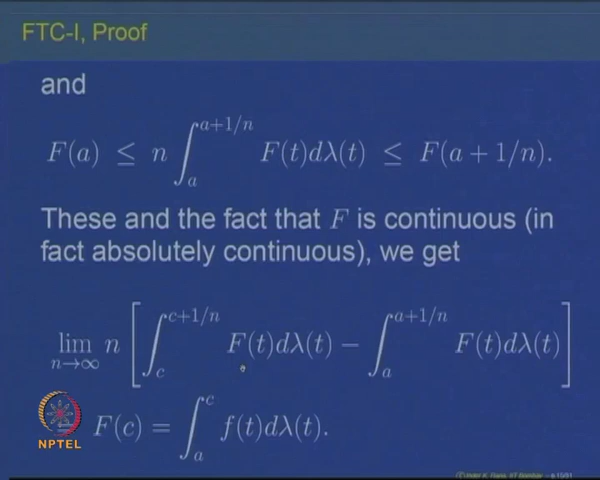 FTC-I, Proof
and
F(a) ≤ n ∫_a^{a+1/n} F(t)dλ(t) ≤ F(a + 1/n).
These and the fact that F is continuous (in
fact absolutely continuous), we get
lim_{n→∞} n [ ∫_c^{c+1/n} F(t)dλ(t) − ∫_a^{a+1/n} F(t)dλ(t) ]
= F(c) = ∫_a^c f(t)dλ(t).
NPTEL